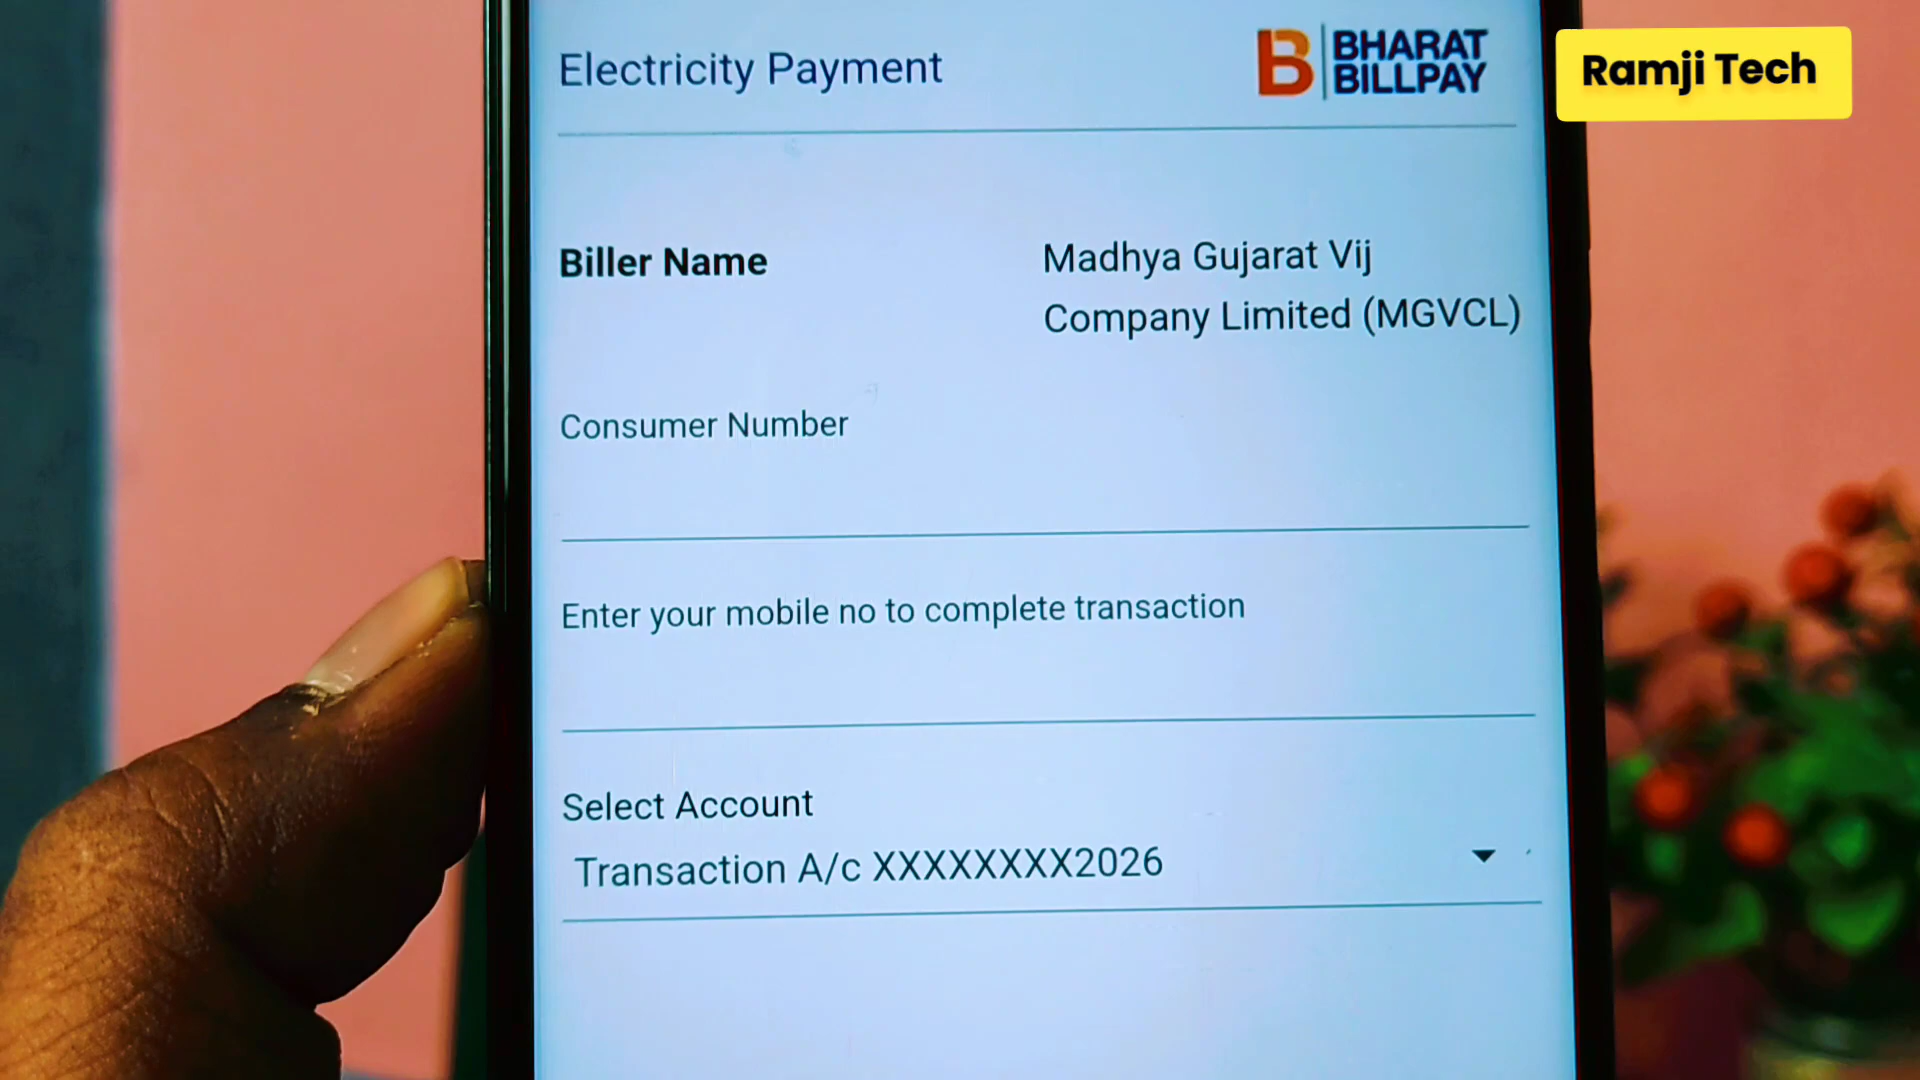 Electricity Payment
BHARAT
BILLPAY
Ramji Tech
Biller Name
Madhya Gujarat Vij
Company Limited (MGVCL)
Consumer Number
Enter your mobile no to complete transaction
Select Account
Transaction A/c XXXXXXXX2026